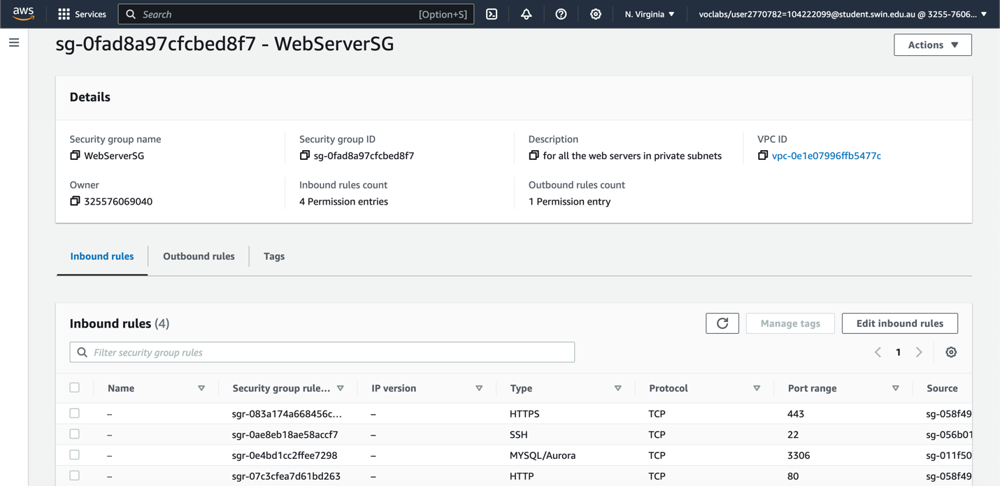 aws Services Search [Option+S] N. Virginia voclabs/user2770782=104222099@student.swin.edu.au @ 3255-7606...
sg-0fad8a97cfcbed8f7 - WebServerSG Actions
Details
Security group name Security group ID Description VPC ID
WebServerSG sg-0fad8a97cfcbed8f7 for all the web servers in private subnets vpc-0e1e07996ffb5477c
Owner Inbound rules count Outbound rules count
325576069040 4 Permission entries 1 Permission entry
Inbound rules Outbound rules Tags
Inbound rules (4) Manage tags Edit inbound rules
Filter security group rules 1
Name Security group rule... IP version Type Protocol Port range Source
– sgr-083a174a668456c... – HTTPS TCP 443 sg-058f49
– sgr-0ae8eb18ae58accf7 – SSH TCP 22 sg-056b01
– sgr-0e4bd1cc2ffee7298 – MYSQL/Aurora TCP 3306 sg-011f50
– sgr-07c3cfea7d61bd263 – HTTP TCP 80 sg-058f49